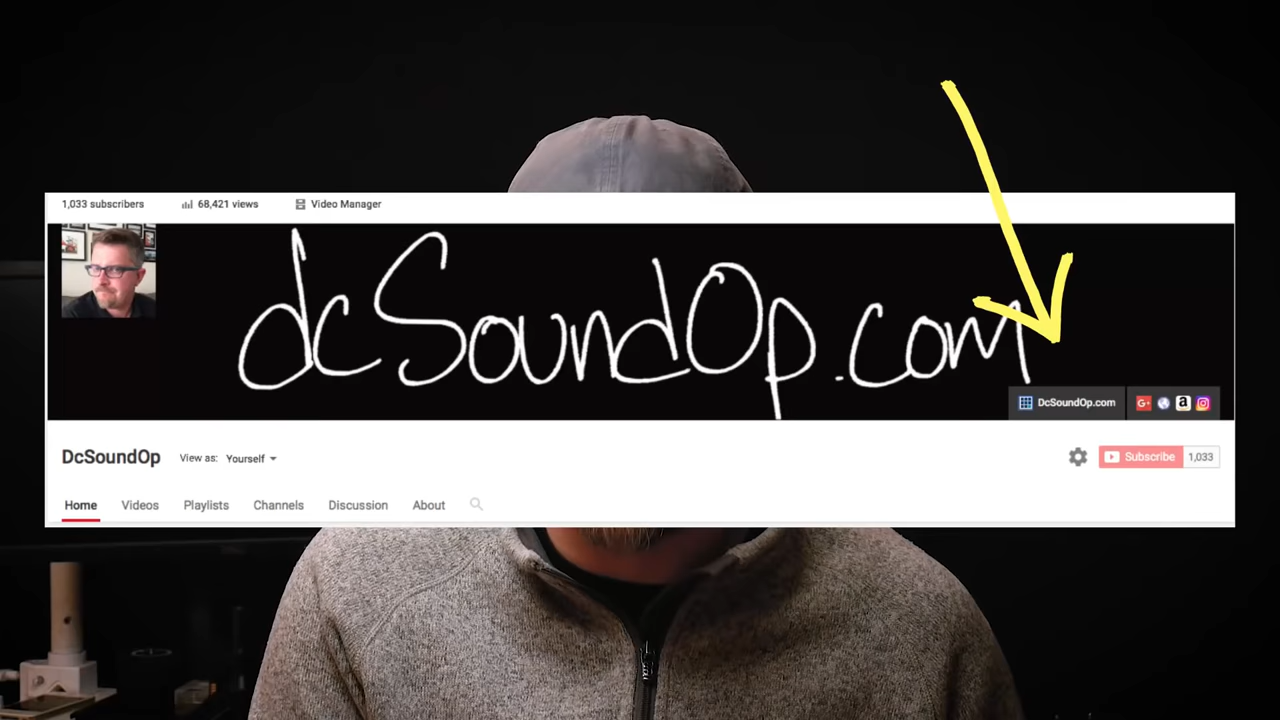 1,033 subscribers 68,421 views Video Manager
dcSoundOp.com
DcSoundOp.com G+ a
DcSoundOp View as: Yourself Subscribe 1,033
Home Videos Playlists Channels Discussion About